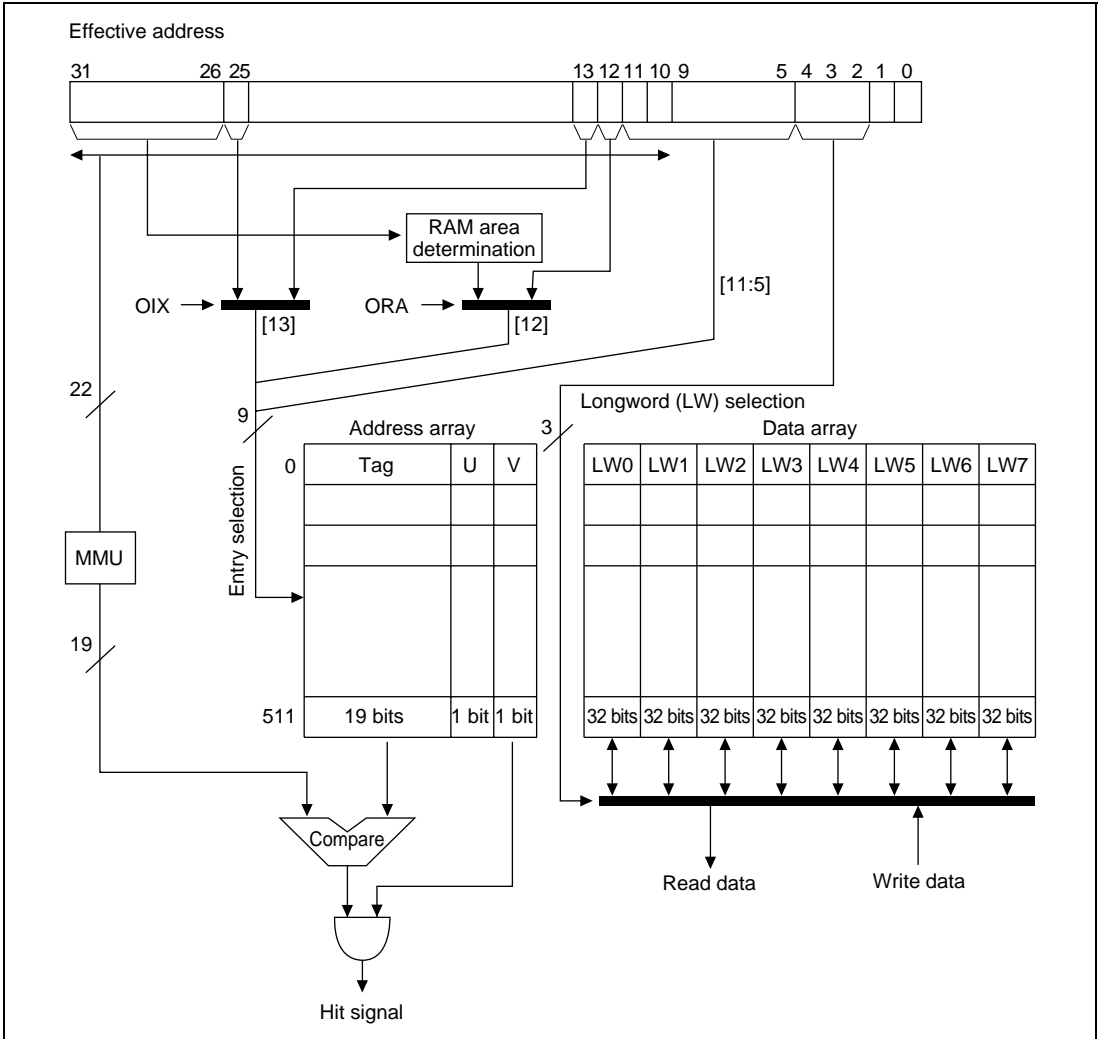 Effective address
31 26 25 13 12 11 10 9 5 4 3 2 1 0
RAM area
determination
[11:5]
OIX
ORA
[13]
[12]
22
Longword (LW) selection
9
3
Address array
Data array
0
Tag U V
LW0 LW1 LW2 LW3 LW4 LW5 LW6 LW7
Entry selection
MMU
19
511
19 bits 1 bit 1 bit
32 bits 32 bits 32 bits 32 bits 32 bits 32 bits 32 bits 32 bits
Compare
Read data
Write data
Hit signal